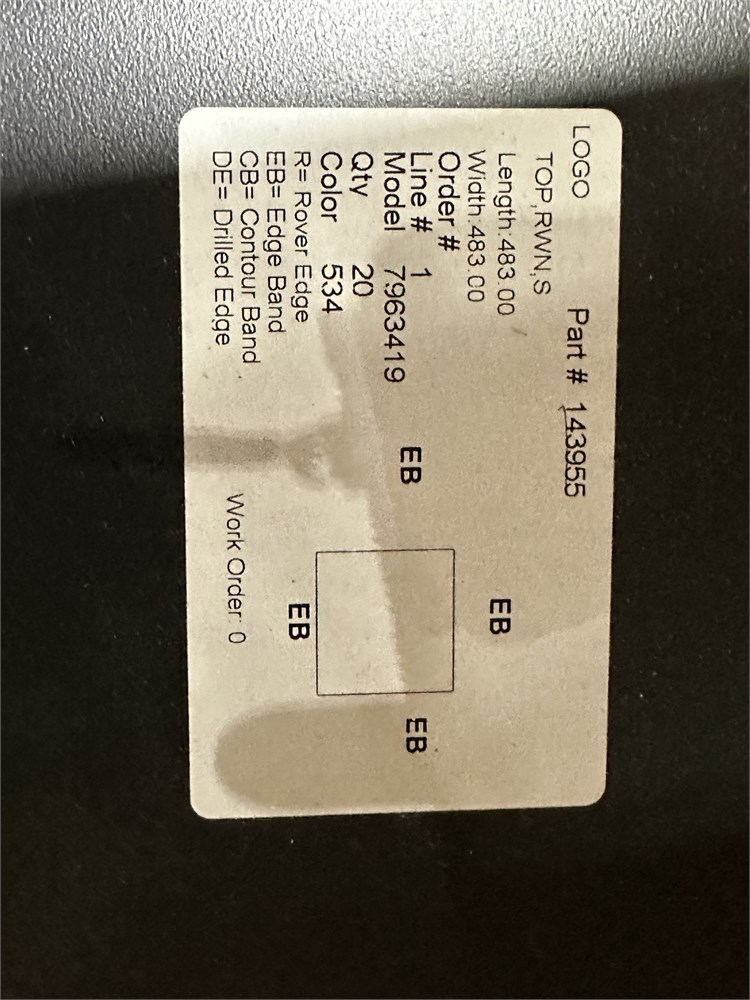 LOGO
Part # 143955
TOP,RWN,S
Length:483.00
Width:483.00
Order #
Line # 1
Model 7963419
Qty 20
Color 534
R= Rover Edge
EB= Edge Band
CB= Contour Band
DE= Drilled Edge
EB
EB
EB
EB
Work Order: 0